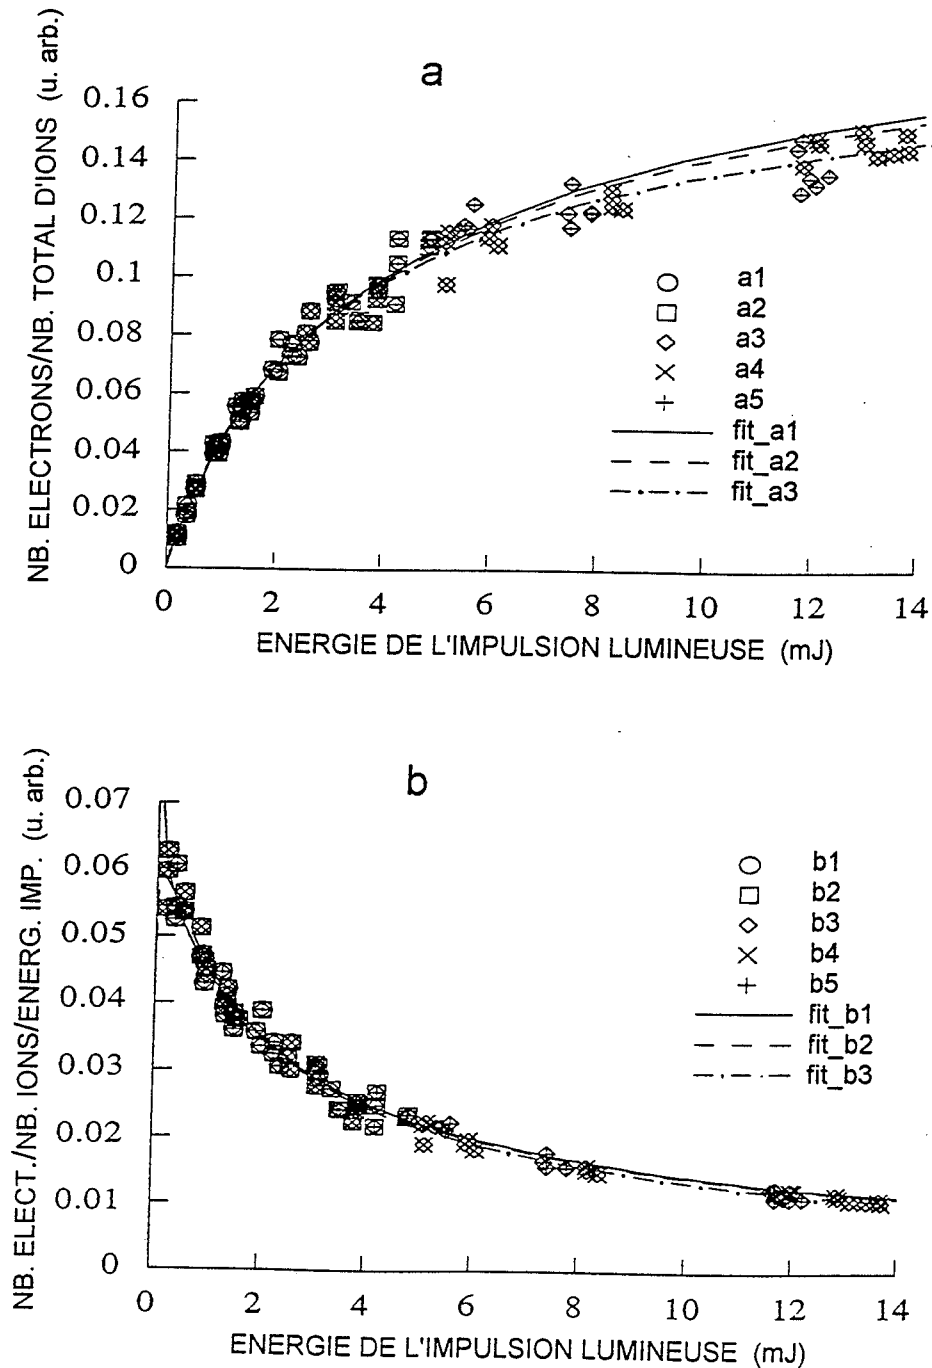 a
NB. ELECTRONS/NB. TOTAL D'IONS (u. arb.)
0.16
0.14
0.12
0.1
0.08
0.06
0.04
0.02
0
a1
a2
a3
a4
a5
fit_a1
fit_a2
fit_a3
0 2 4 6 8 10 12 14
ENERGIE DE L'IMPULSION LUMINEUSE (mJ)
b
NB. ELECT./NB. IONS/ENERG. IMP. (u. arb.)
0.07
0.06
0.05
0.04
0.03
0.02
0.01
0
b1
b2
b3
b4
b5
fit_b1
fit_b2
fit_b3
0 2 4 6 8 10 12 14
ENERGIE DE L'IMPULSION LUMINEUSE (mJ)